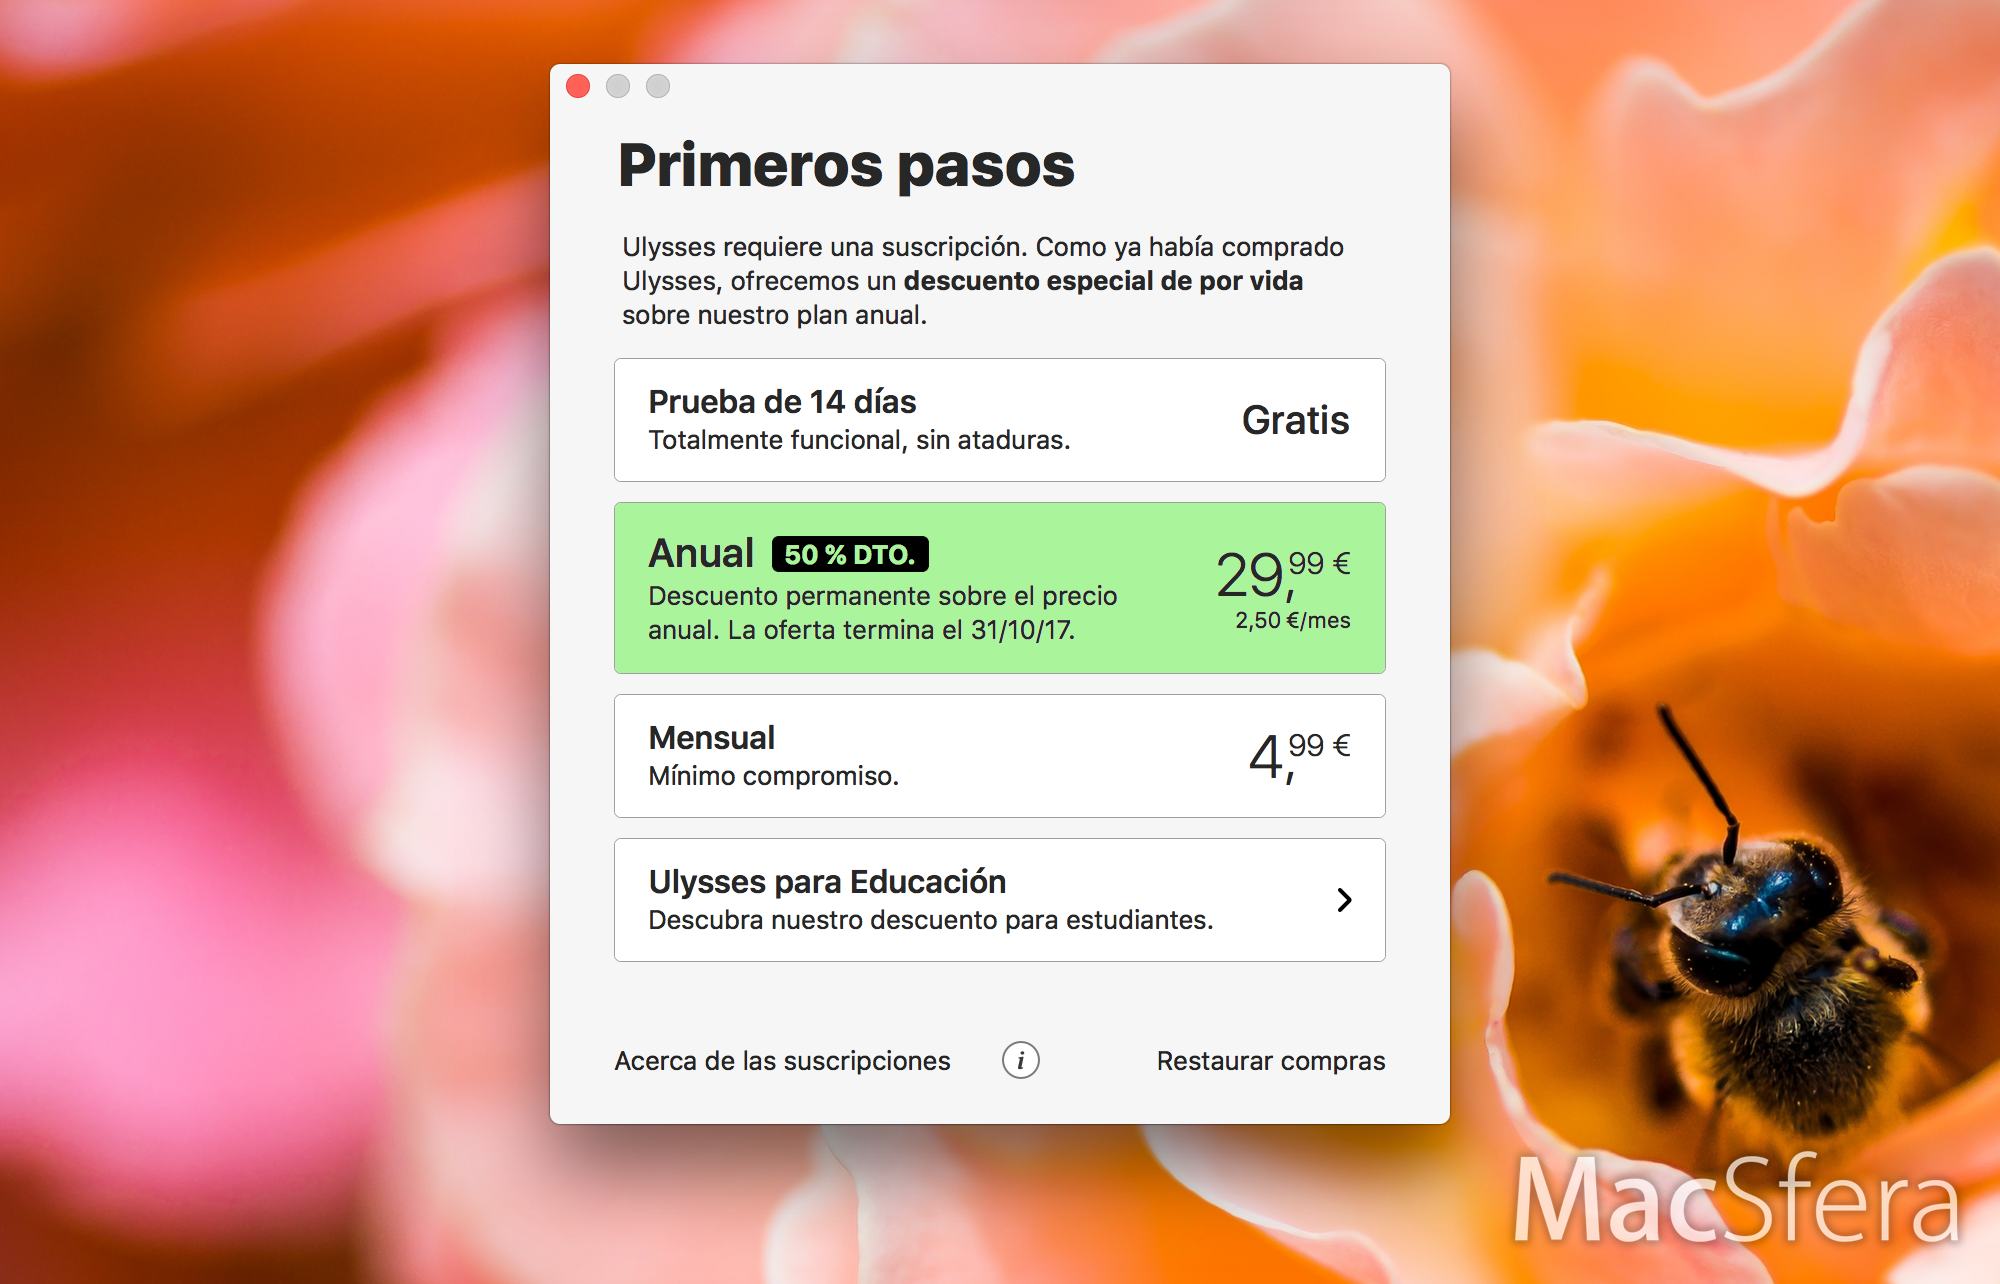 Primeros pasos
Ulysses requiere una suscripción. Como ya había comprado
Ulysses, ofrecemos un descuento especial de por vida
sobre nuestro plan anual.
Prueba de 14 días
Totalmente funcional, sin ataduras.
Gratis
Anual 50 % DTO.
Descuento permanente sobre el precio
anual. La oferta termina el 31/10/17.
29,99 €
2,50 €/mes
Mensual
Mínimo compromiso.
4,99 €
Ulysses para Educación
Descubra nuestro descuento para estudiantes.
Acerca de las suscripciones
i
Restaurar compras
MacSfera